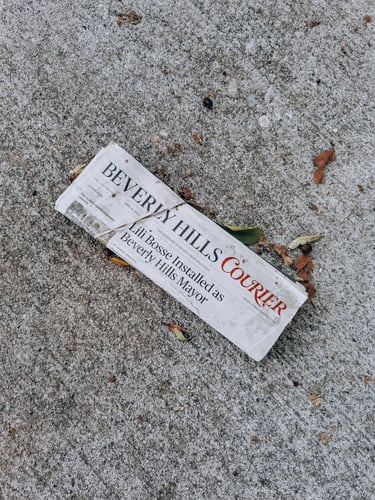 BEVERLY HILLS COURIER
Lili Bosse Installed as
Beverly Hills Mayor